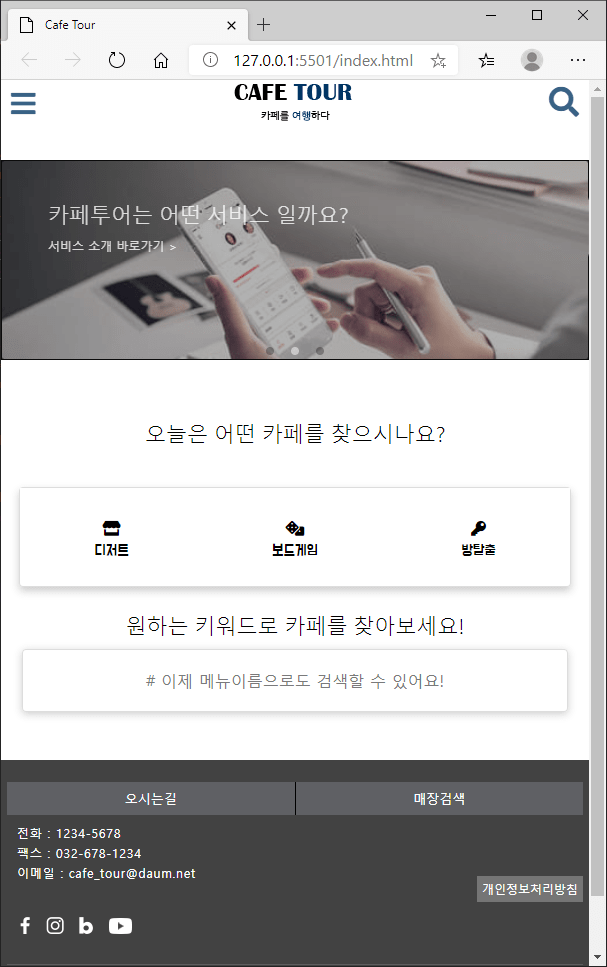 Cafe Tour
127.0.0.1:5501/index.html
CAFE TOUR
카페를 여행하다
카페투어는 어떤 서비스 일까요?
서비스 소개 바로가기 >
오늘은 어떤 카페를 찾으시나요?
디저트 보드게임 방탈출
원하는 키워드로 카페를 찾아보세요!
# 이제 메뉴이름으로도 검색할 수 있어요!
오시는길 매장검색
전화 : 1234-5678
팩스 : 032-678-1234
이메일 : cafe_tour@daum.net
개인정보처리방침